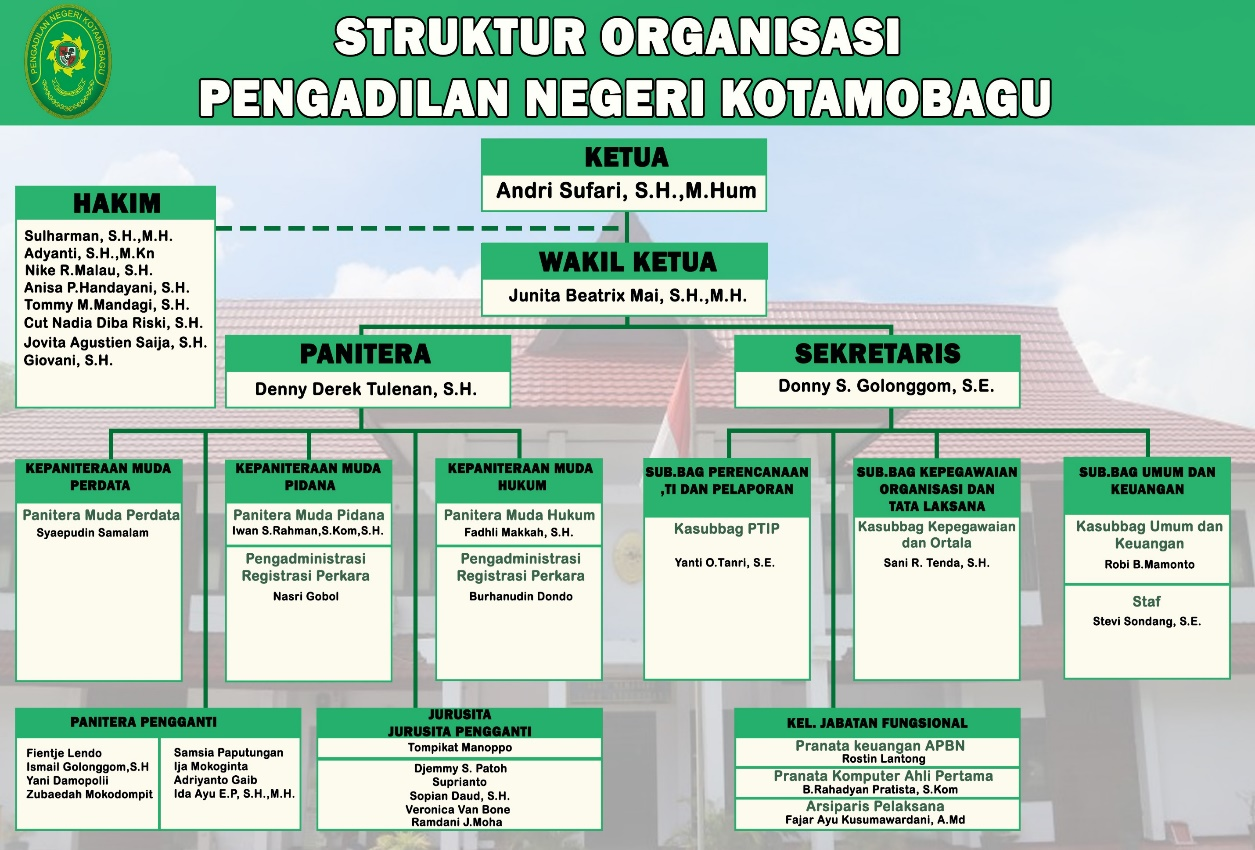 PENGADILAN NEGERI KOTAMOBAGU
STRUKTUR ORGANISASI
PENGADILAN NEGERI KOTAMOBAGU
KETUA
Andri Sufari, S.H.,M.Hum
HAKIM
Sulharman, S.H.,M.H.
Adyanti, S.H.,M.Kn
Nike R.Malau, S.H.
Anisa P.Handayani, S.H.
Tommy M.Mandagi, S.H.
Cut Nadia Diba Riski, S.H.
Jovita Agustien Saija, S.H.
Giovani, S.H.
WAKIL KETUA
Junita Beatrix Mai, S.H.,M.H.
PANITERA
Denny Derek Tulenan, S.H.
SEKRETARIS
Donny S. Golonggom, S.E.
KEPANITERAAN MUDA
PERDATA
Panitera Muda Perdata
Syaepudin Samalam
KEPANITERAAN MUDA
PIDANA
Panitera Muda Pidana
Iwan S.Rahman,S.Kom,S.H.
Pengadministrasi
Registrasi Perkara
Nasri Gobol
KEPANITERAAN MUDA
HUKUM
Panitera Muda Hukum
Fadhli Makkah, S.H.
Pengadministrasi
Registrasi Perkara
Burhanudin Dondo
SUB.BAG PERENCANAAN
,TI DAN PELAPORAN
Kasubbag PTIP
Yanti O.Tanri, S.E.
SUB.BAG KEPEGAWAIAN
ORGANISASI DAN
TATA LAKSANA
Kasubbag Kepegawaian
dan Ortala
Sani R. Tenda, S.H.
SUB.BAG UMUM DAN
KEUANGAN
Kasubbag Umum dan
Keuangan
Robi B.Mamonto
Staf
Stevi Sondang, S.E.
PANITERA PENGGANTI
Fientje Lendo
Ismail Golonggom,S.H
Yani Damopolii
Zubaedah Mokodompit
Samsia Paputungan
Ija Mokoginta
Adriyanto Gaib
Ida Ayu E.P, S.H.,M.H.
JURUSITA
JURUSITA PENGGANTI
Tompikat Manoppo
Djemmy S. Patoh
Suprianto
Sopian Daud, S.H.
Veronica Van Bone
Ramdani J.Moha
KEL. JABATAN FUNGSIONAL
Pranata keuangan APBN
Rostin Lantong
Pranata Komputer Ahli Pertama
B.Rahadyan Pratista, S.Kom
Arsiparis Pelaksana
Fajar Ayu Kusumawardani, A.Md